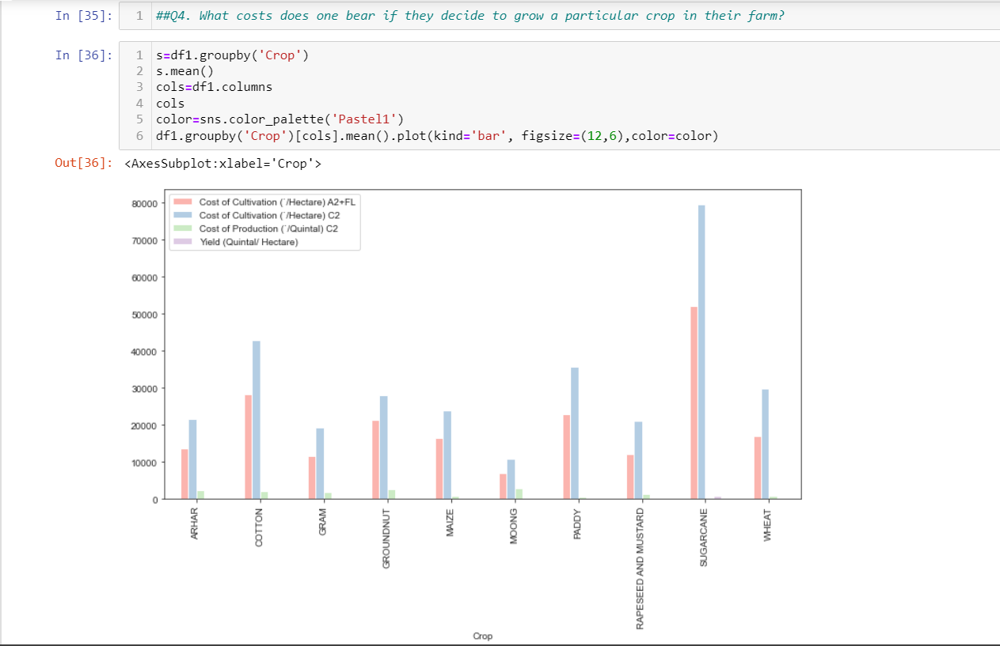 In [35]: 1 ##Q4. What costs does one bear if they decide to grow a particular crop in their farm?
In [36]: 1 s=df1.groupby('Crop')
2 s.mean()
3 cols=df1.columns
4 cols
5 color=sns.color_palette('Pastel1')
6 df1.groupby('Crop')[cols].mean().plot(kind='bar', figsize=(12,6),color=color)
Out[36]: <AxesSubplot:xlabel='Crop'>
Cost of Cultivation (`/Hectare) A2+FL
Cost of Cultivation (`/Hectare) C2
Cost of Production (`/Quintal) C2
Yield (Quintal/ Hectare)
80000
70000
60000
50000
40000
30000
20000
10000
0
ARHAR
COTTON
GRAM
GROUNDNUT
MAIZE
MOONG
PADDY
RAPESEED AND MUSTARD
SUGARCANE
WHEAT
Crop